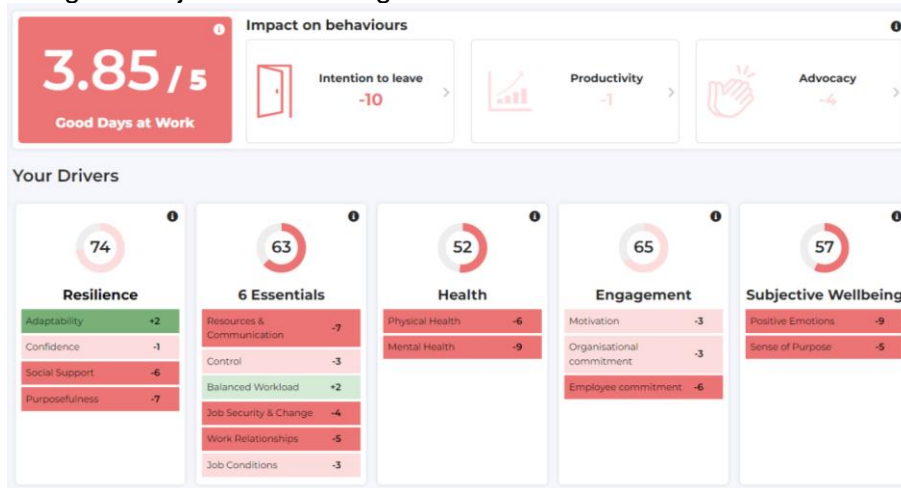 3.85/5
Good Days at Work
Impact on behaviours
Intention to leave
-10
Productivity
-1
Advocacy
-4
Your Drivers
74
Resilience
Adaptability +2
Confidence -1
Social Support -6
Purposefulness -7
63
6 Essentials
Resources &
Communication -7
Control -3
Balanced Workload +2
Job Security & Change -4
Work Relationships -5
Job Conditions -3
52
Health
Physical Health -6
Mental Health -9
65
Engagement
Motivation -3
Organisational
commitment -3
Employee commitment -6
57
Subjective Wellbeing
Positive Emotions -9
Sense of Purpose -5